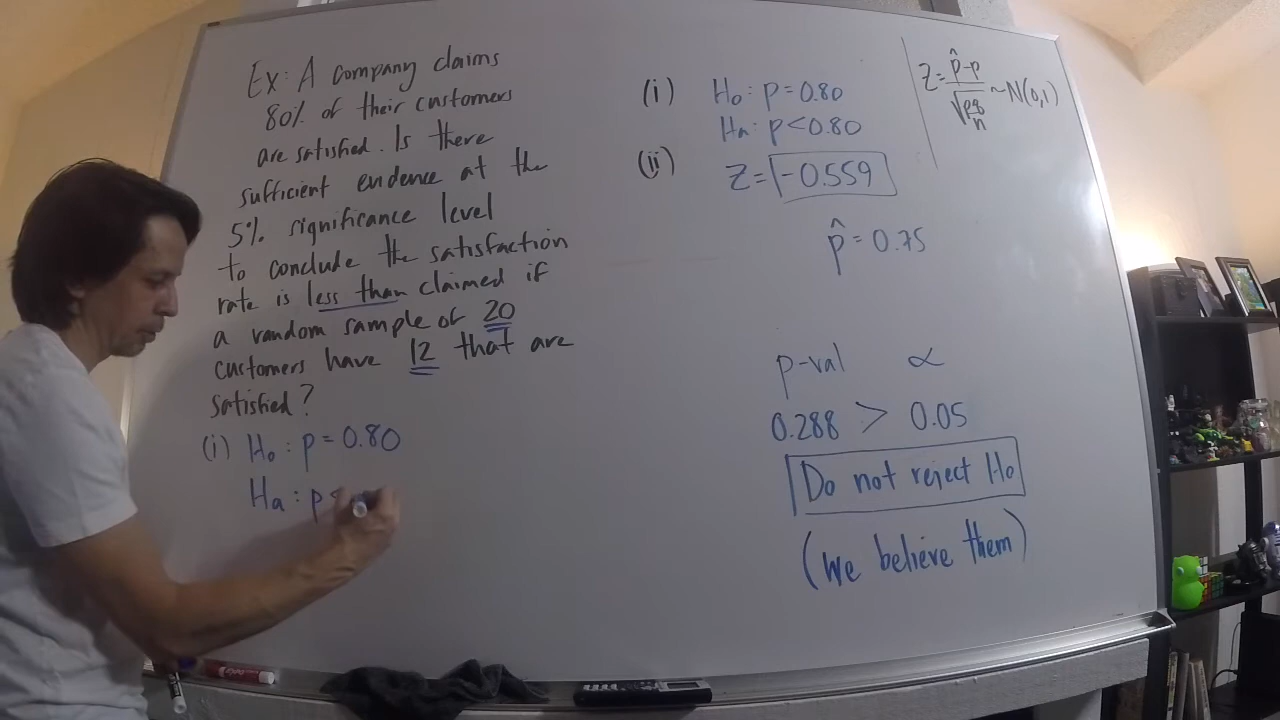 Ex: A company claims
80% of their customers
are satisfied. Is there
sufficient evidence at the
5% significance level
to conclude the satisfaction
rate is less than claimed if
a random sample of 20
customers have 12 that are
satisfied?
(i) H₀ : p = 0.80
Ha : p <
(i) H₀ : p = 0.80
Ha : p < 0.80
(ii) Z = -0.559
p̂ = 0.75
p-val α
0.288 > 0.05
Do not reject H₀
(we believe them)
Z = (p̂ - p) / √(pq/n) ~ N(0,1)